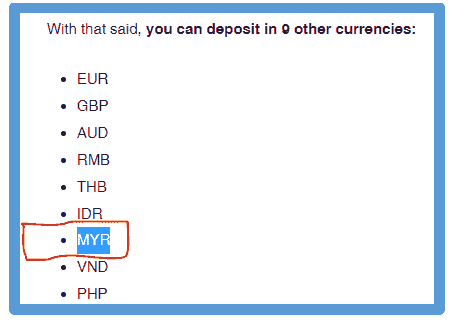 With that said, you can deposit in 9 other currencies:
EUR
GBP
AUD
RMB
THB
IDR
MYR
VND
PHP